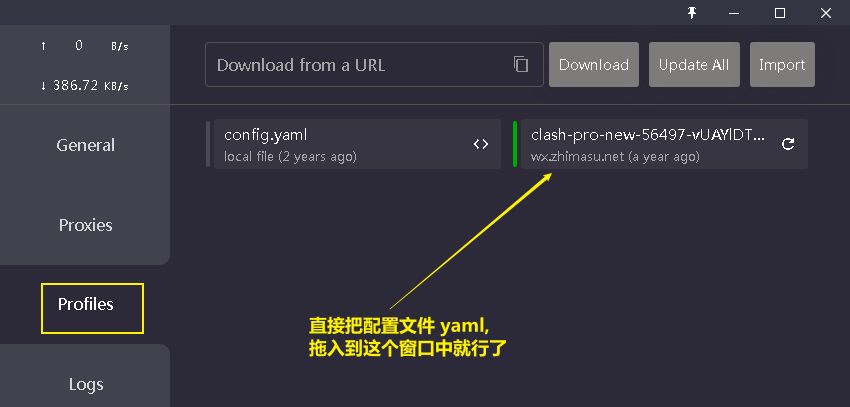 ↑ 0 B/s
↓ 386.72 KB/s
General
Proxies
Profiles
Logs
Download from a URL
Download
Update All
Import
config.yaml
local file (2 years ago)
clash-pro-new-56497-vUAYlDT...
wx.zhimasu.net (a year ago)
直接把配置文件 yaml,
拖入到这个窗口中就行了